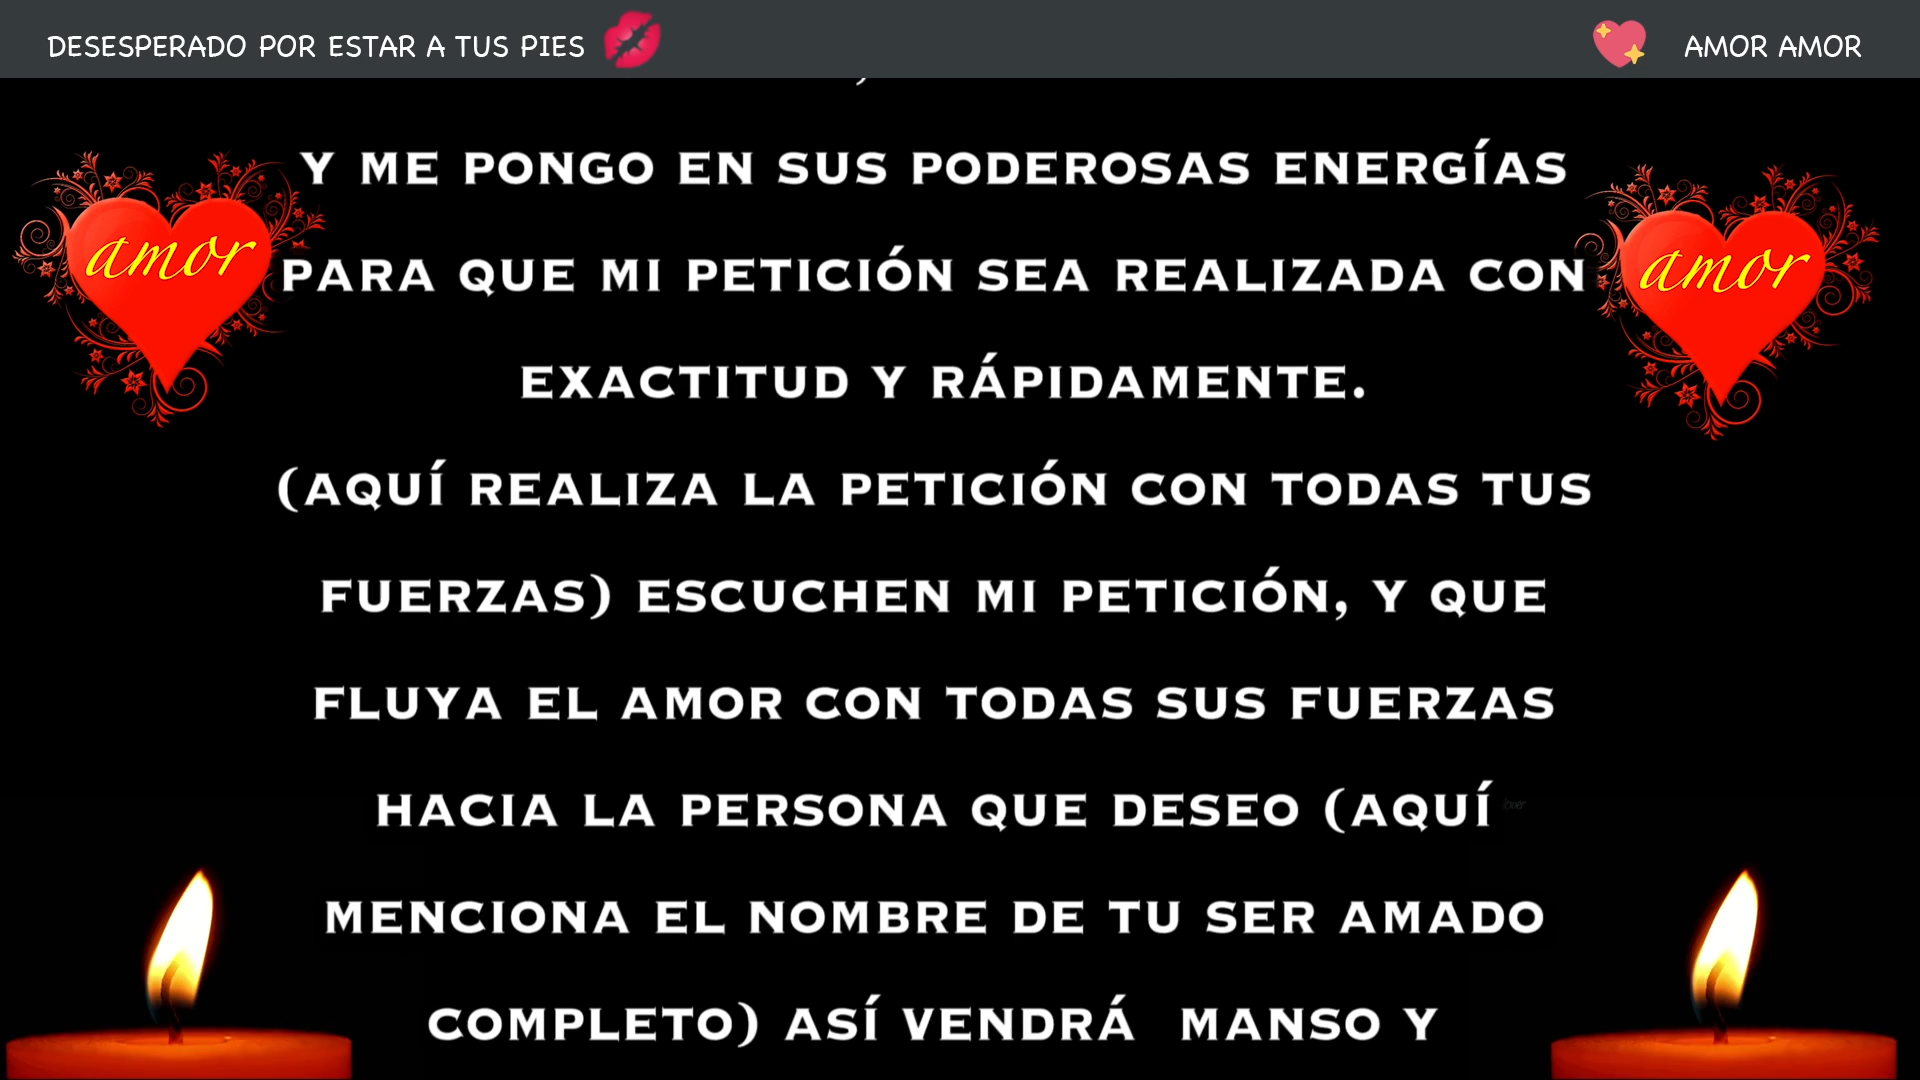 DESESPERADO POR ESTAR A TUS PIES
AMOR AMOR
Y ME PONGO EN SUS PODEROSAS ENERGÍAS
amor
amor
PARA QUE MI PETICIÓN SEA REALIZADA CON
EXACTITUD Y RÁPIDAMENTE.
(AQUÍ REALIZA LA PETICIÓN CON TODAS TUS
FUERZAS) ESCUCHEN MI PETICIÓN, Y QUE
FLUYA EL AMOR CON TODAS SUS FUERZAS
HACIA LA PERSONA QUE DESEO (AQUÍ
MENCIONA EL NOMBRE DE TU SER AMADO
COMPLETO) ASÍ VENDRÁ MANSO Y